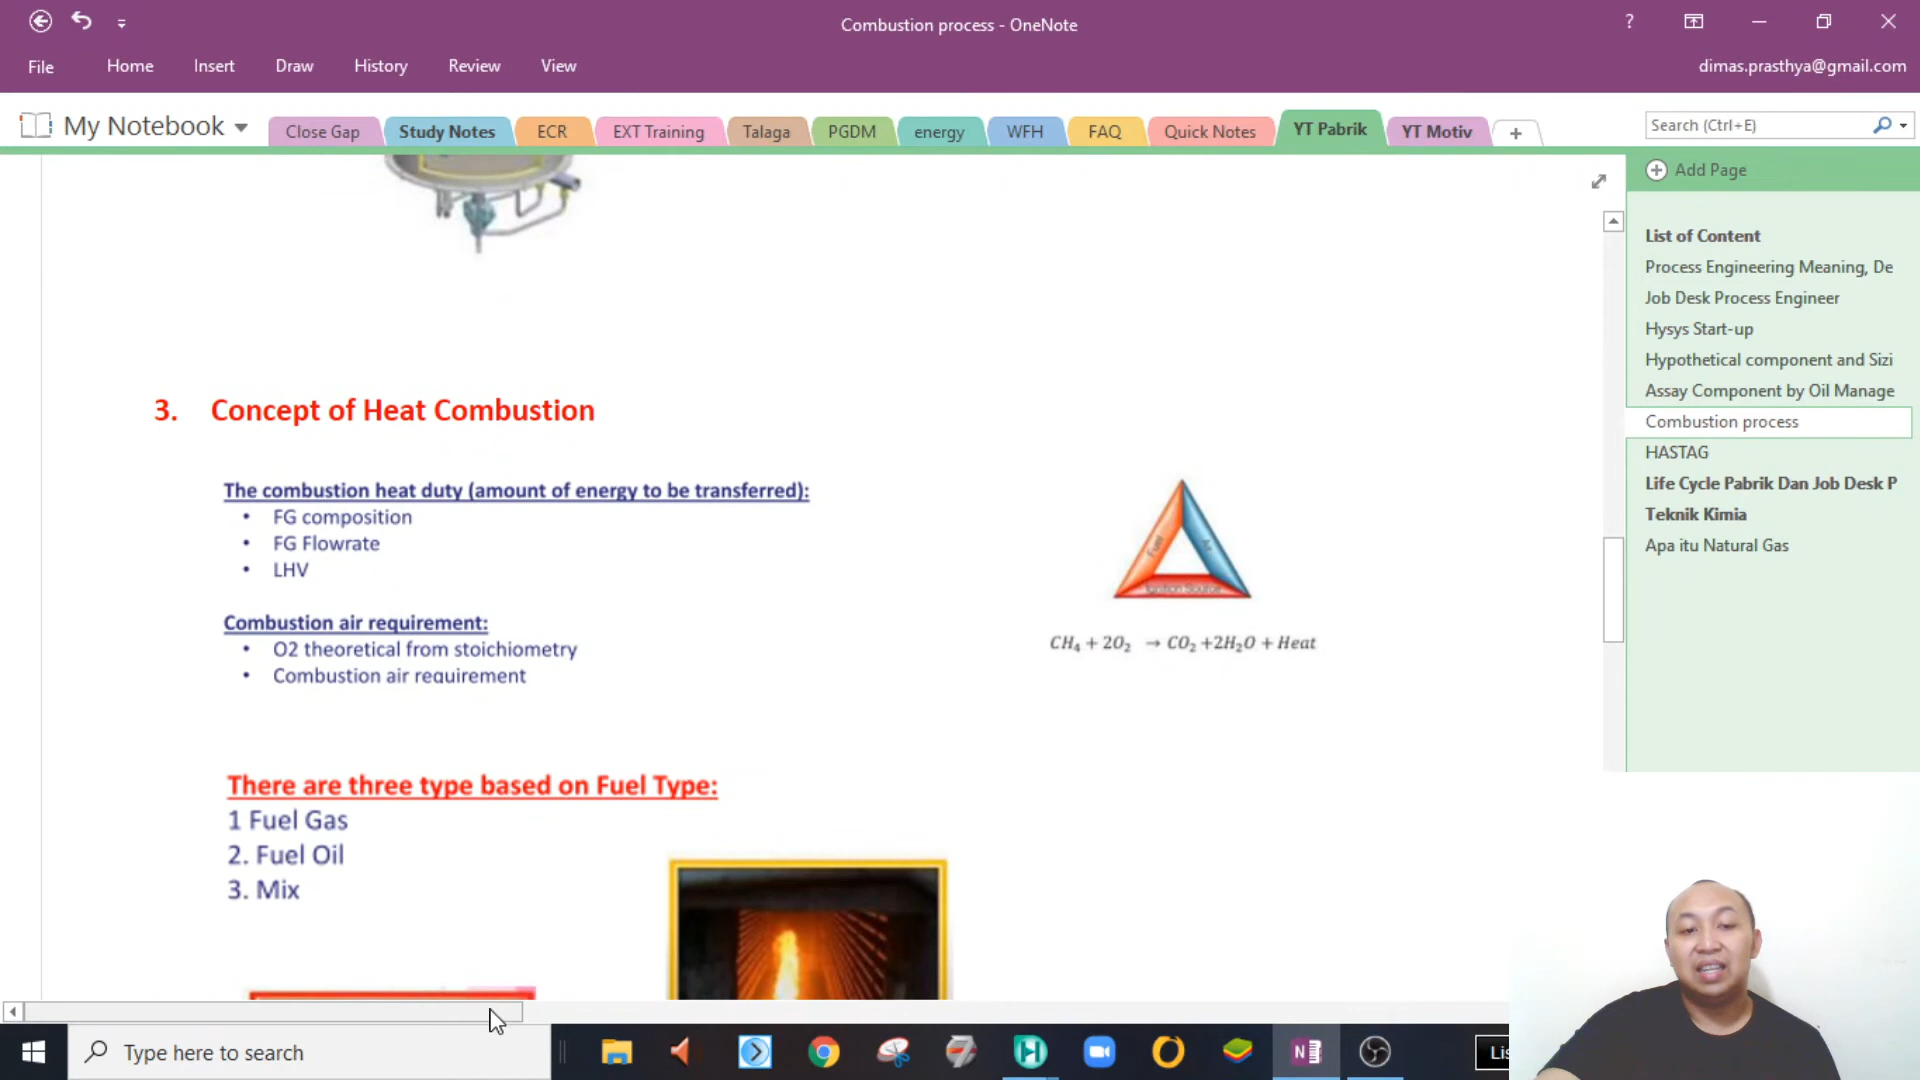 Combustion process - OneNote
?
File Home Insert Draw History Review View
dimas.prasthya@gmail.com
My Notebook
Close Gap Study Notes ECR EXT Training Talaga PGDM energy WFH FAQ Quick Notes YT Pabrik YT Motiv +
Search (Ctrl+E)
Add Page
List of Content
Process Engineering Meaning, De
Job Desk Process Engineer
Hysys Start-up
Hypothetical component and Sizi
Assay Component by Oil Manage
Combustion process
HASTAG
Life Cycle Pabrik Dan Job Desk P
Teknik Kimia
Apa itu Natural Gas
3. Concept of Heat Combustion
The combustion heat duty (amount of energy to be transferred):
• FG composition
• FG Flowrate
• LHV
Combustion air requirement:
• O2 theoretical from stoichiometry
• Combustion air requirement
Fuel
Air
Ignition Source
CH₄ + 2O₂ → CO₂ +2H₂O + Heat
There are three type based on Fuel Type:
1 Fuel Gas
2. Fuel Oil
3. Mix
Type here to search
Lis